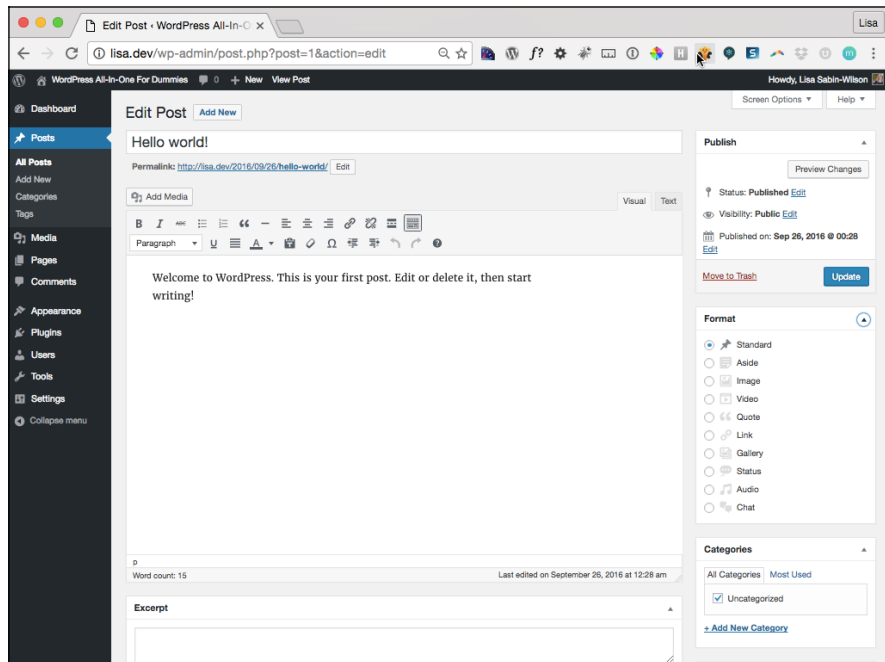 Edit Post ‹ WordPress All-In-O
Lisa
lisa.dev/wp-admin/post.php?post=1&action=edit
WordPress All-In-One For Dummies 0 + New View Post
Howdy, Lisa Sabin-Wilson
Screen Options
Help
Dashboard
Posts
All Posts
Add New
Categories
Tags
Media
Pages
Comments
Appearance
Plugins
Users
Tools
Settings
Collapse menu
Edit Post Add New
Hello world!
Permalink: http://lisa.dev/2016/09/26/hello-world/ Edit
Add Media
Visual Text
B I ABC
Paragraph U A Ω
Welcome to WordPress. This is your first post. Edit or delete it, then start
writing!
p
Word count: 15
Last edited on September 26, 2016 at 12:28 am
Excerpt
Publish
Preview Changes
Status: Published Edit
Visibility: Public Edit
Published on: Sep 26, 2016 @ 00:28
Edit
Move to Trash
Update
Format
Standard
Aside
Image
Video
Quote
Link
Gallery
Status
Audio
Chat
Categories
All Categories Most Used
Uncategorized
+ Add New Category